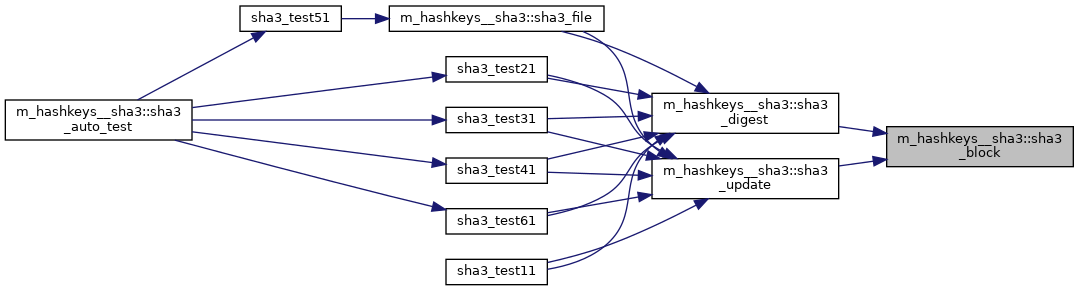 sha3_test51
m_hashkeys__sha3::sha3_file
sha3_test21
m_hashkeys__sha3::sha3
_auto_test
sha3_test31
m_hashkeys__sha3::sha3
_digest
m_hashkeys__sha3::sha3
_block
sha3_test41
m_hashkeys__sha3::sha3
_update
sha3_test61
sha3_test11